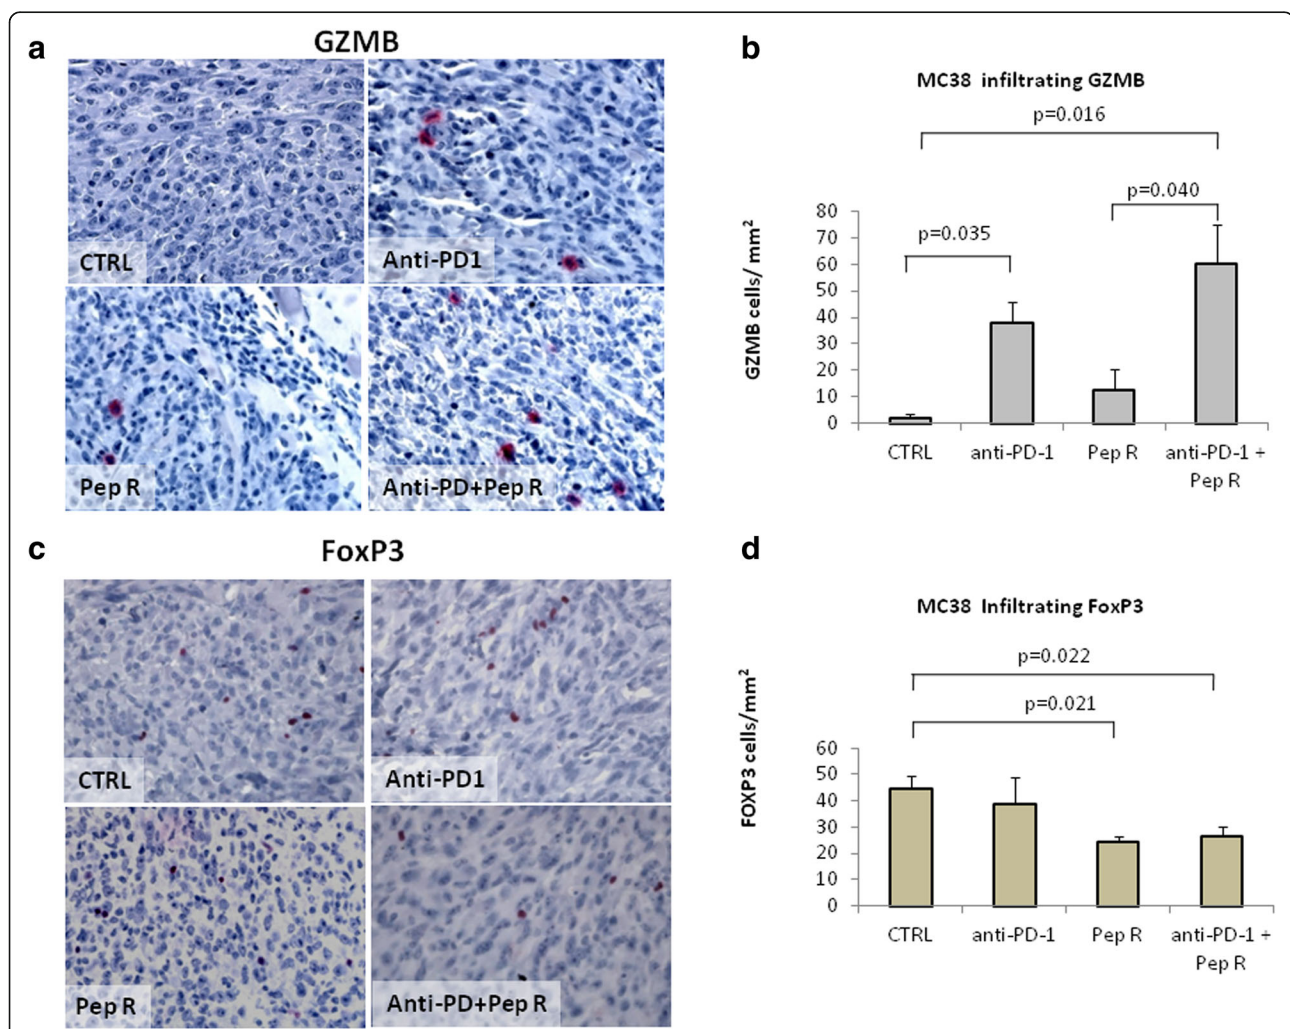 a
GZMB
CTRL
Anti-PD1
Pep R
Anti-PD+Pep R
b
MC38 infiltrating GZMB
p=0.016
p=0.040
p=0.035
GZMB cells/ mm²
80
70
60
50
40
30
20
10
0
CTRL
anti-PD-1
Pep R
anti-PD-1 +
Pep R
c
FoxP3
CTRL
Anti-PD1
Pep R
Anti-PD+Pep R
d
MC38 Infiltrating FoxP3
p=0.022
p=0.021
FOXP3 cells/mm²
60
50
40
30
20
10
0
CTRL
anti-PD-1
Pep R
anti-PD-1 +
Pep R